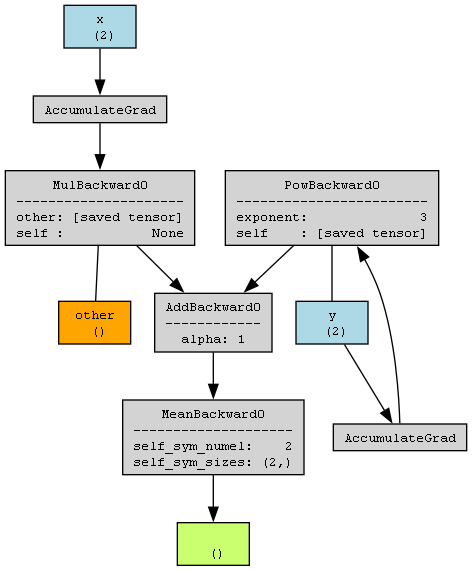 x
(2)
AccumulateGrad
MulBackward0
---------------------
other: [saved tensor]
self :           None
PowBackward0
------------------------
exponent:              3
self    : [saved tensor]
other
()
AddBackward0
------------
alpha: 1
y
(2)
MeanBackward0
--------------------
self_sym_numel:    2
self_sym_sizes: (2,)
AccumulateGrad
()